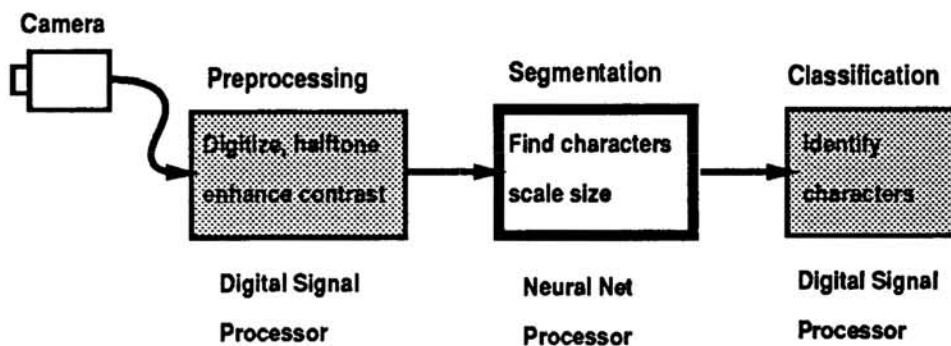 Camera
Preprocessing
Digitize, halftone
enhance contrast
Digital Signal
Processor
Segmentation
Find characters
scale size
Neural Net
Processor
Classification
Identify
characters
Digital Signal
Processor